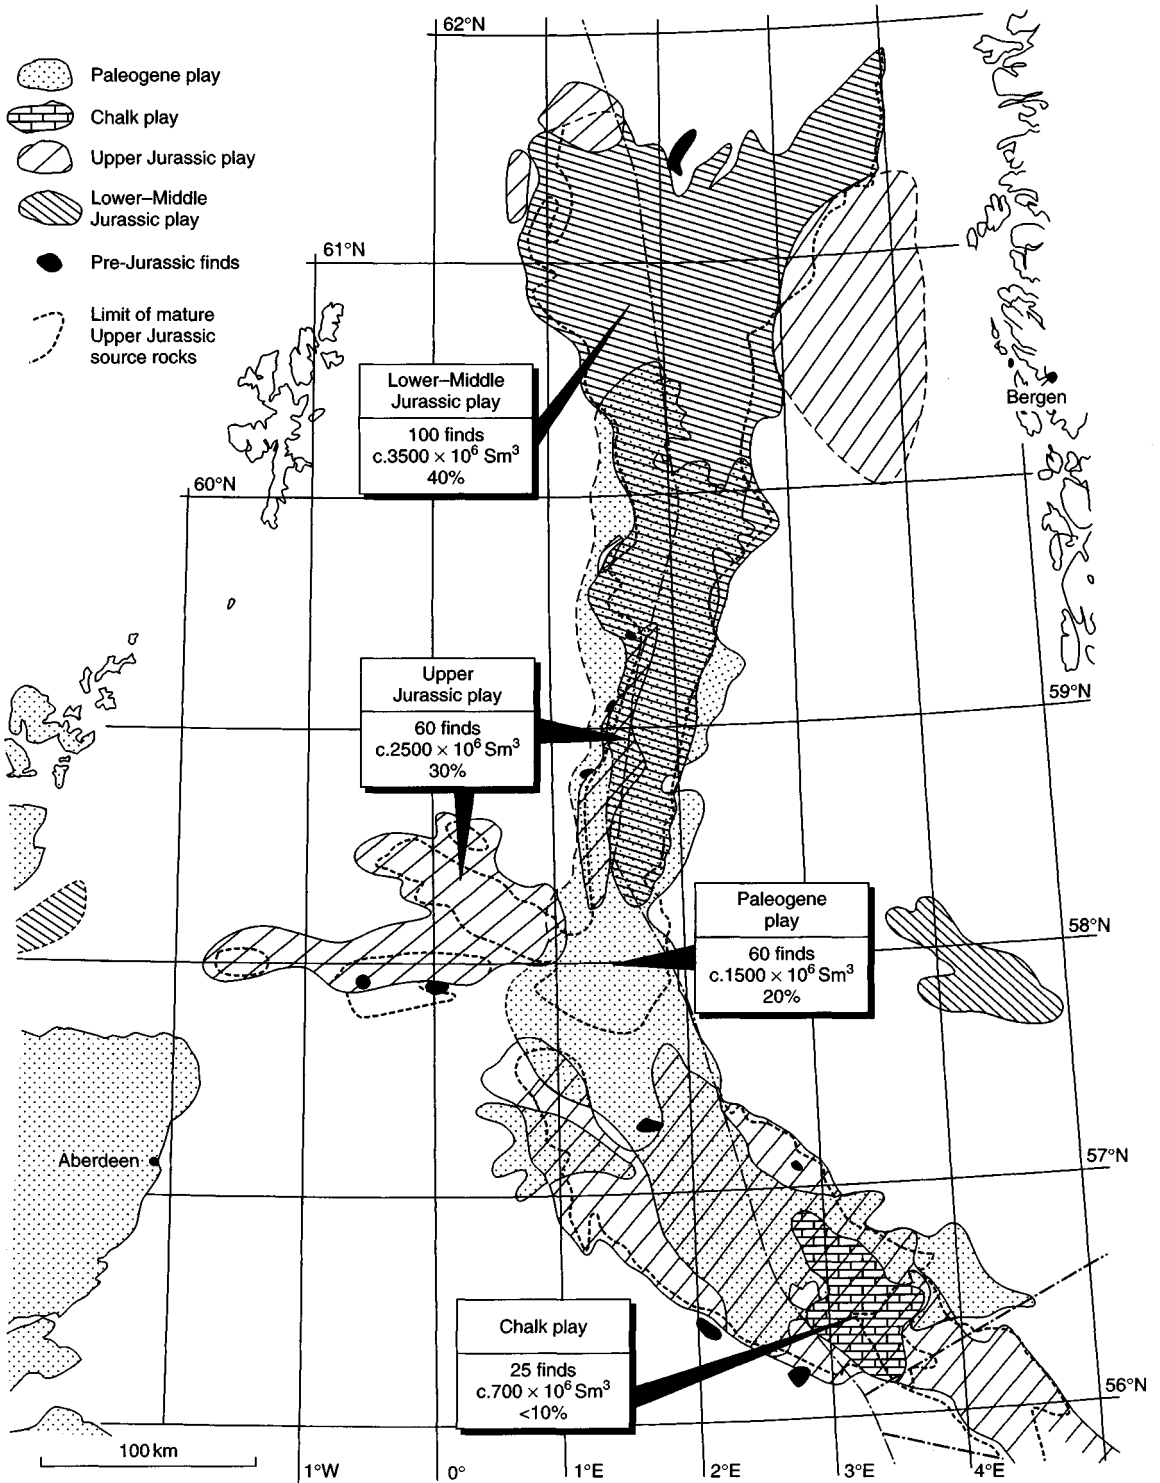 62°N
Paleogene play
Chalk play
Upper Jurassic play
Lower–Middle
Jurassic play
Pre-Jurassic finds
Limit of mature
Upper Jurassic
source rocks
61°N
Lower–Middle
Jurassic play
100 finds
c.3500 × 10⁶ Sm³
40%
Bergen
60°N
Upper
Jurassic play
60 finds
c.2500 × 10⁶ Sm³
30%
59°N
Paleogene
play
60 finds
c.1500 × 10⁶ Sm³
20%
58°N
Aberdeen
57°N
Chalk play
25 finds
c.700 × 10⁶ Sm³
<10%
56°N
100 km
1°W
0°
1°E
2°E
3°E
4°E